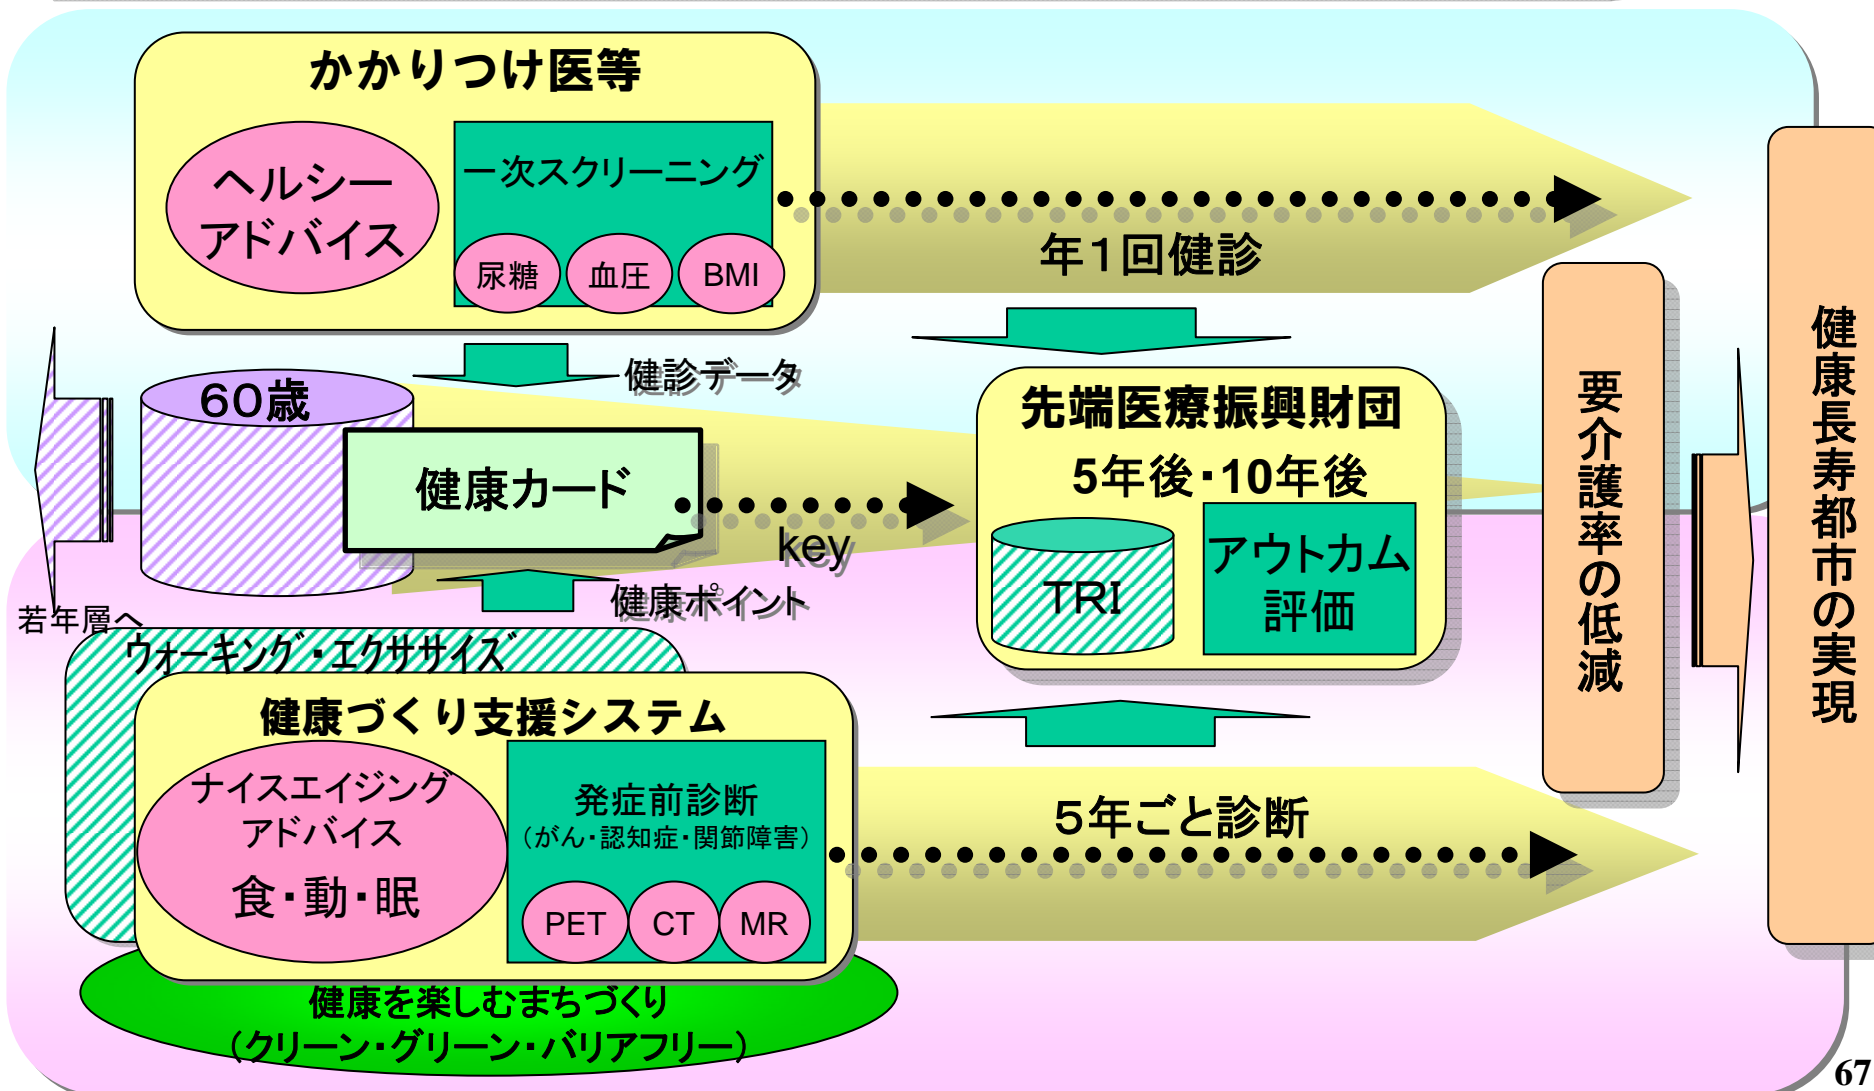 かかりつけ医等
ヘルシー
アドバイス
一次スクリーニング
尿糖
血圧
BMI
年１回健診
健診データ
60歳
健康カード
key
健康ポイント
若年層へ
先端医療振興財団
5年後・10年後
TRI
アウトカム
評価
要介護率の低減
健康長寿都市の実現
ウォーキング・エクササイズ
健康づくり支援システム
ナイスエイジング
アドバイス
食・動・眠
発症前診断
（がん・認知症・関節障害）
PET
CT
MR
５年ごと診断
健康を楽しむまちづくり
（クリーン・グリーン・バリアフリー）
67